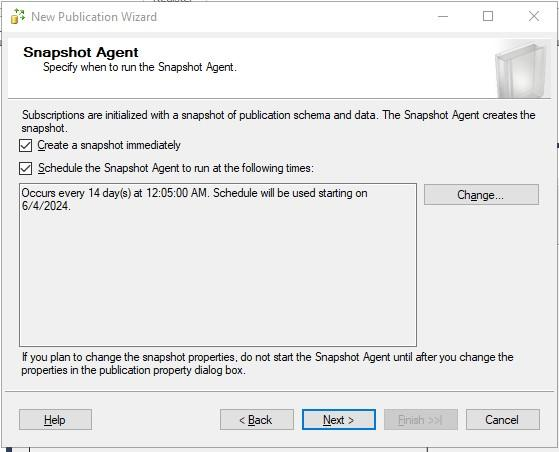 New Publication Wizard
Snapshot Agent
Specify when to run the Snapshot Agent.
Subscriptions are initialized with a snapshot of publication schema and data. The Snapshot Agent creates the
snapshot.
Create a snapshot immediately
Schedule the Snapshot Agent to run at the following times:
Occurs every 14 day(s) at 12:05:00 AM. Schedule will be used starting on
6/4/2024.
Change...
If you plan to change the snapshot properties, do not start the Snapshot Agent until after you change the
properties in the publication property dialog box.
Help
< Back
Next >
Finish >>|
Cancel